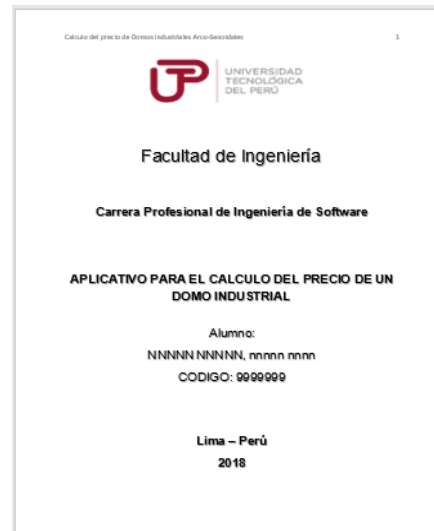 Calculo del precio de Domos Industriales Arco-Senoidales 1
UTP
UNIVERSIDAD
TECNOLÓGICA
DEL PERÚ
Facultad de Ingeniería
Carrera Profesional de Ingeniería de Software
APLICATIVO PARA EL CALCULO DEL PRECIO DE UN
DOMO INDUSTRIAL
Alumno:
NNNNN NNNNN, nnnnn nnnn
CODIGO: 9999999
Lima – Perú
2018